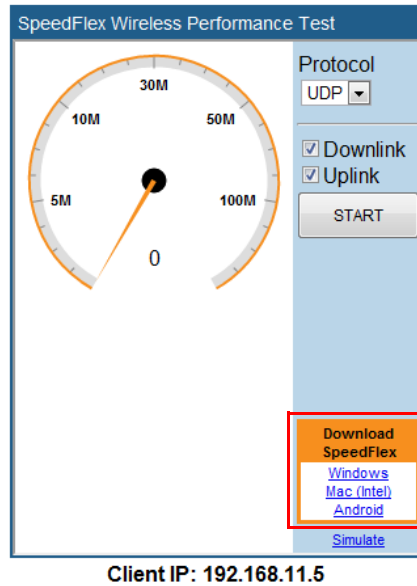 SpeedFlex Wireless Performance Test
30M
10M
50M
5M
100M
0
Protocol
UDP
Downlink
Uplink
START
Download
SpeedFlex
Windows
Mac (Intel)
Android
Simulate
Client IP: 192.168.11.5